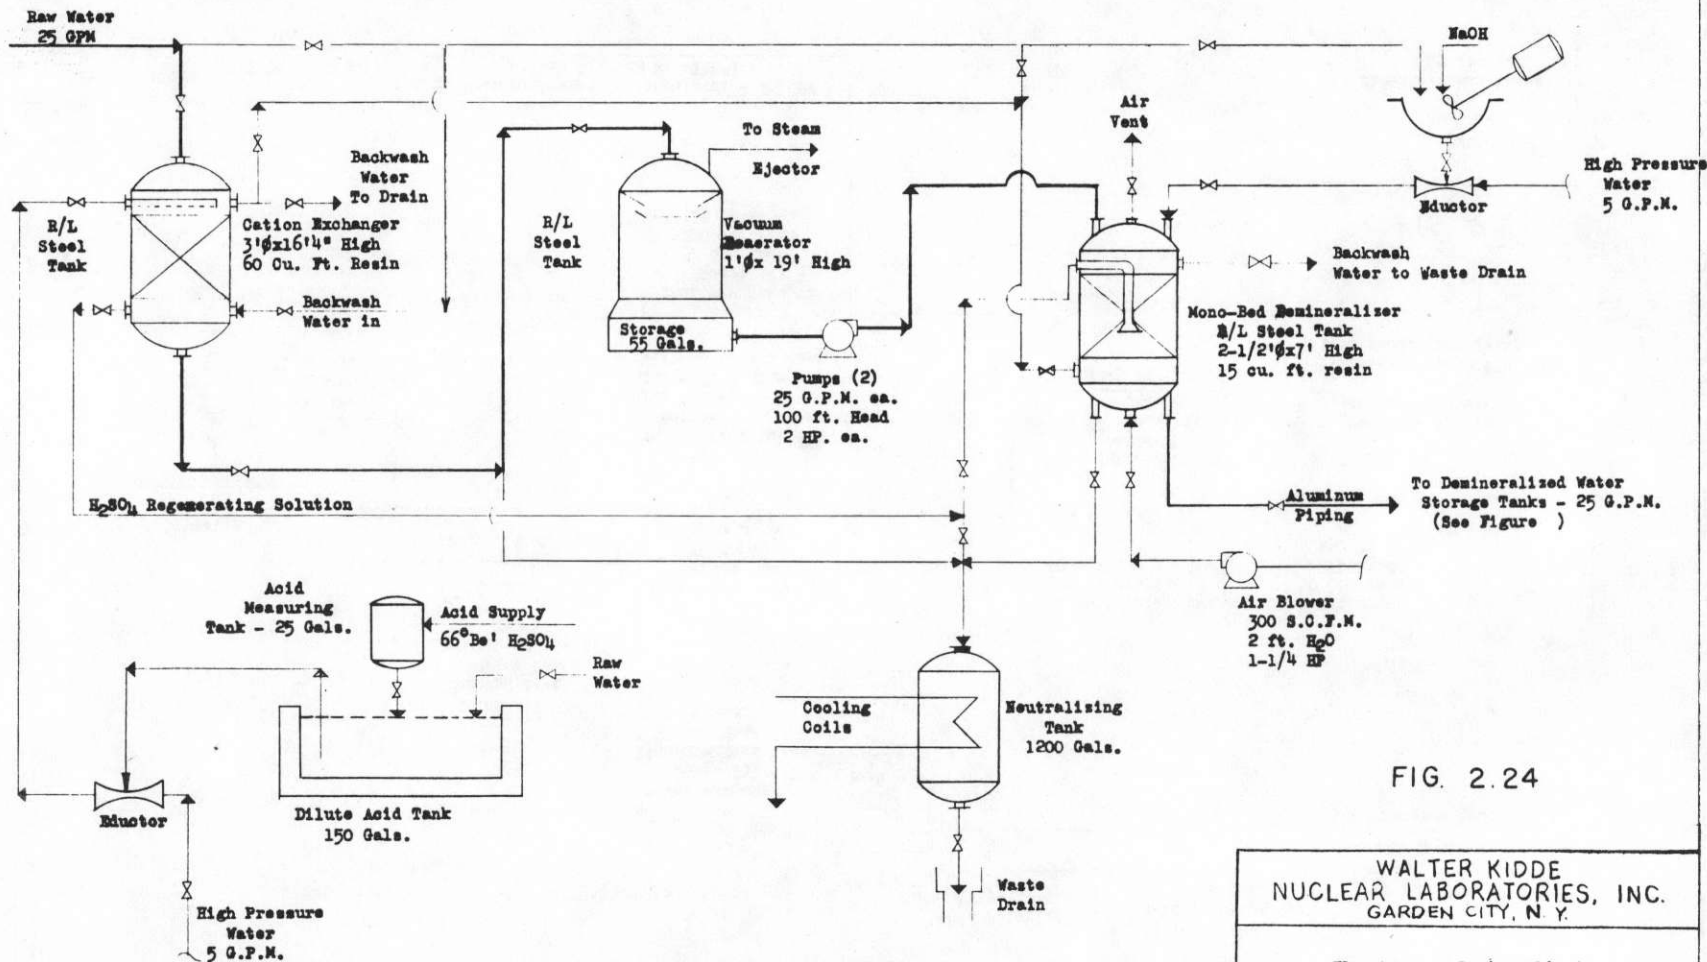 Raw Water
25 GPM
Backwash
Water
To Drain
R/L
Steel
Tank
Cation Exchanger
3'øx16'4" High
60 Cu. Ft. Resin
Backwash
Water in
H2SO4 Regenerating Solution
To Steam
Ejector
R/L
Steel
Tank
Vacuum
Deaerator
1'øx 19' High
Storage
55 Gals.
Pumps (2)
25 G.P.M. ea.
100 ft. Head
2 HP. ea.
Air
Vent
NaOH
High Pressure
Water
5 G.P.M.
Eductor
Backwash
Water to Waste Drain
Mono-Bed Demineralizer
R/L Steel Tank
2-1/2'øx7' High
15 cu. ft. resin
Aluminum
Piping
To Demineralized Water
Storage Tanks - 25 G.P.M.
(See Figure )
Air Blower
300 S.C.F.M.
2 ft. H2O
1-1/4 HP
Acid
Measuring
Tank - 25 Gals.
Acid Supply
66°Be' H2SO4
Raw
Water
Dilute Acid Tank
150 Gals.
Eductor
High Pressure
Water
5 G.P.M.
Cooling
Coils
Neutralizing
Tank
1200 Gals.
Waste
Drain
FIG. 2.24
WALTER KIDDE
NUCLEAR LABORATORIES, INC.
GARDEN CITY, N.Y.